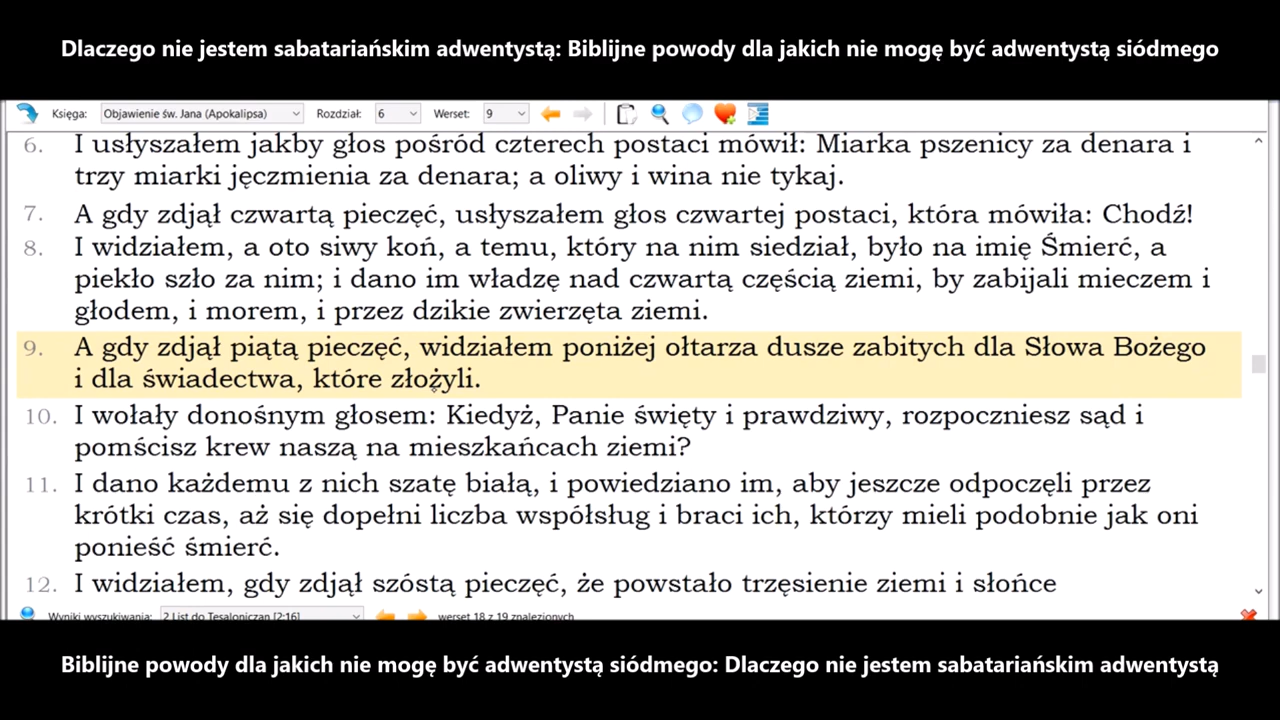 Dlaczego nie jestem sabatariańskim adwentystą: Biblijne powody dla jakich nie mogę być adwentystą siódmego
Księga: Objawienie św. Jana (Apokalipsa) Rozdział: 6 Werset: 9
6. I usłyszałem jakby głos pośród czterech postaci mówił: Miarka pszenicy za denara i
trzy miarki jęczmienia za denara; a oliwy i wina nie tykaj.
7. A gdy zdjął czwartą pieczęć, usłyszałem głos czwartej postaci, która mówiła: Chodź!
8. I widziałem, a oto siwy koń, a temu, który na nim siedział, było na imię Śmierć, a
piekło szło za nim; i dano im władzę nad czwartą częścią ziemi, by zabijali mieczem i
głodem, i morem, i przez dzikie zwierzęta ziemi.
9. A gdy zdjął piątą pieczęć, widziałem poniżej ołtarza dusze zabitych dla Słowa Bożego
i dla świadectwa, które złożyli.
10. I wołały donośnym głosem: Kiedyż, Panie święty i prawdziwy, rozpoczniesz sąd i
pomścisz krew naszą na mieszkańcach ziemi?
11. I dano każdemu z nich szatę białą, i powiedziano im, aby jeszcze odpoczęli przez
krótki czas, aż się dopełni liczba współsług i braci ich, którzy mieli podobnie jak oni
ponieść śmierć.
12. I widziałem, gdy zdjął szóstą pieczęć, że powstało trzęsienie ziemi i słońce
Wyniki wyszukiwania: 2 List do Tesaloniczan [2:16] werset 18 z 19 znalezionych
Biblijne powody dla jakich nie mogę być adwentystą siódmego: Dlaczego nie jestem sabatariańskim adwentystą